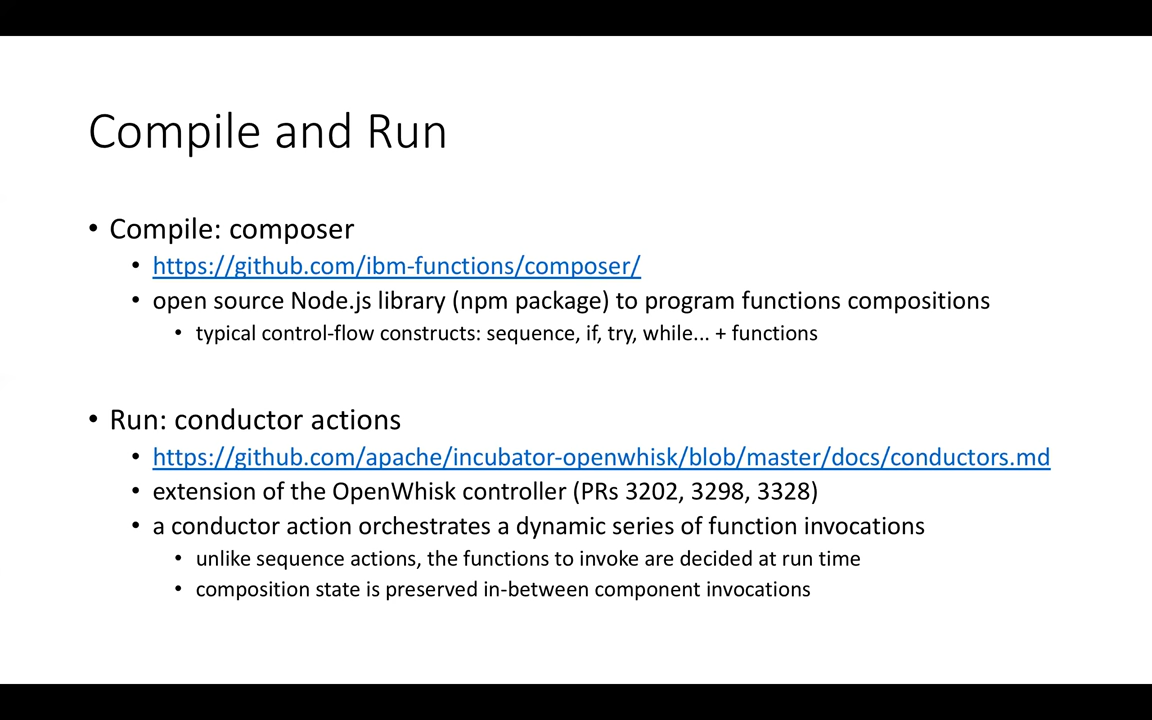 Compile and Run
• Compile: composer
• https://github.com/ibm-functions/composer/
• open source Node.js library (npm package) to program functions compositions
• typical control-flow constructs: sequence, if, try, while... + functions
• Run: conductor actions
• https://github.com/apache/incubator-openwhisk/blob/master/docs/conductors.md
• extension of the OpenWhisk controller (PRs 3202, 3298, 3328)
• a conductor action orchestrates a dynamic series of function invocations
• unlike sequence actions, the functions to invoke are decided at run time
• composition state is preserved in-between component invocations